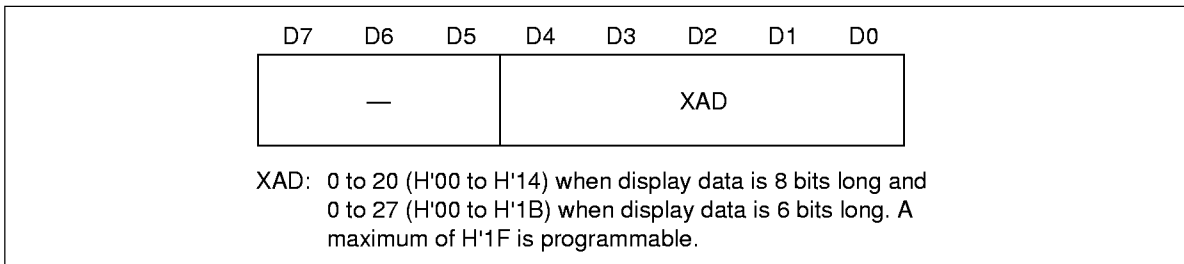 D7 D6 D5 D4 D3 D2 D1 D0
— XAD
XAD: 0 to 20 (H'00 to H'14) when display data is 8 bits long and
0 to 27 (H'00 to H'1B) when display data is 6 bits long. A
maximum of H'1F is programmable.